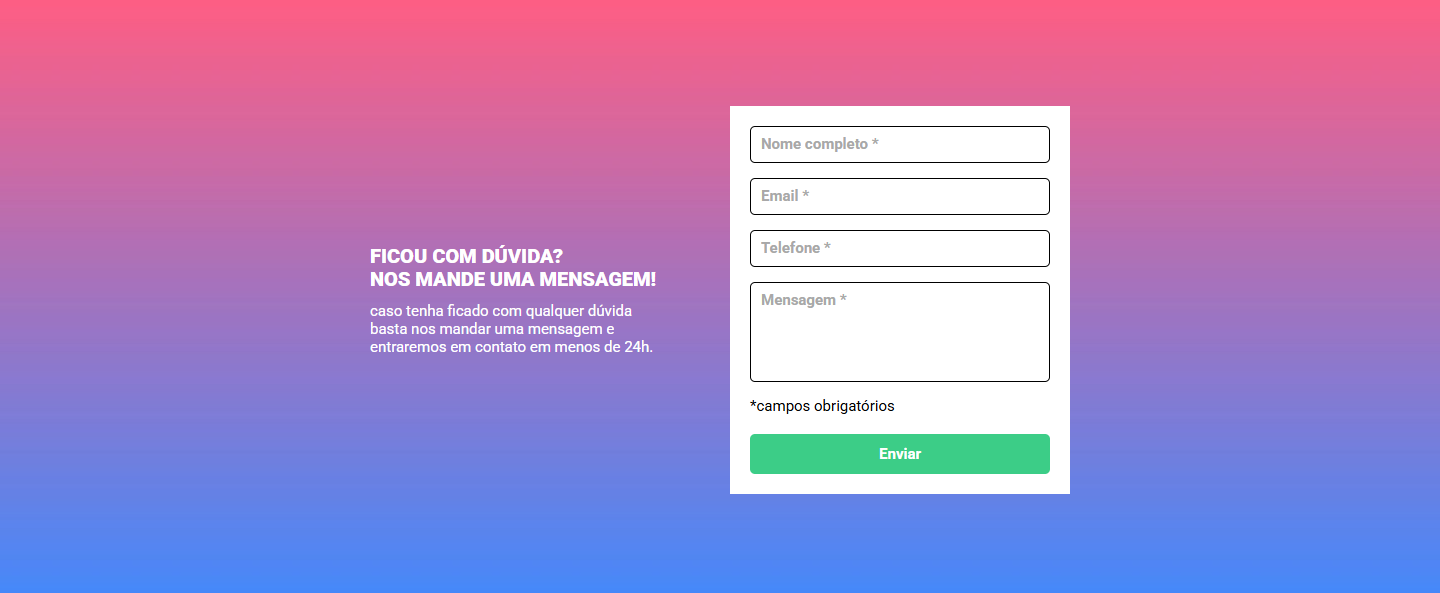 FICOU COM DÚVIDA?
NOS MANDE UMA MENSAGEM!
caso tenha ficado com qualquer dúvida
basta nos mandar uma mensagem e
entraremos em contato em menos de 24h.
Nome completo *
Email *
Telefone *
Mensagem *
*campos obrigatórios
Enviar